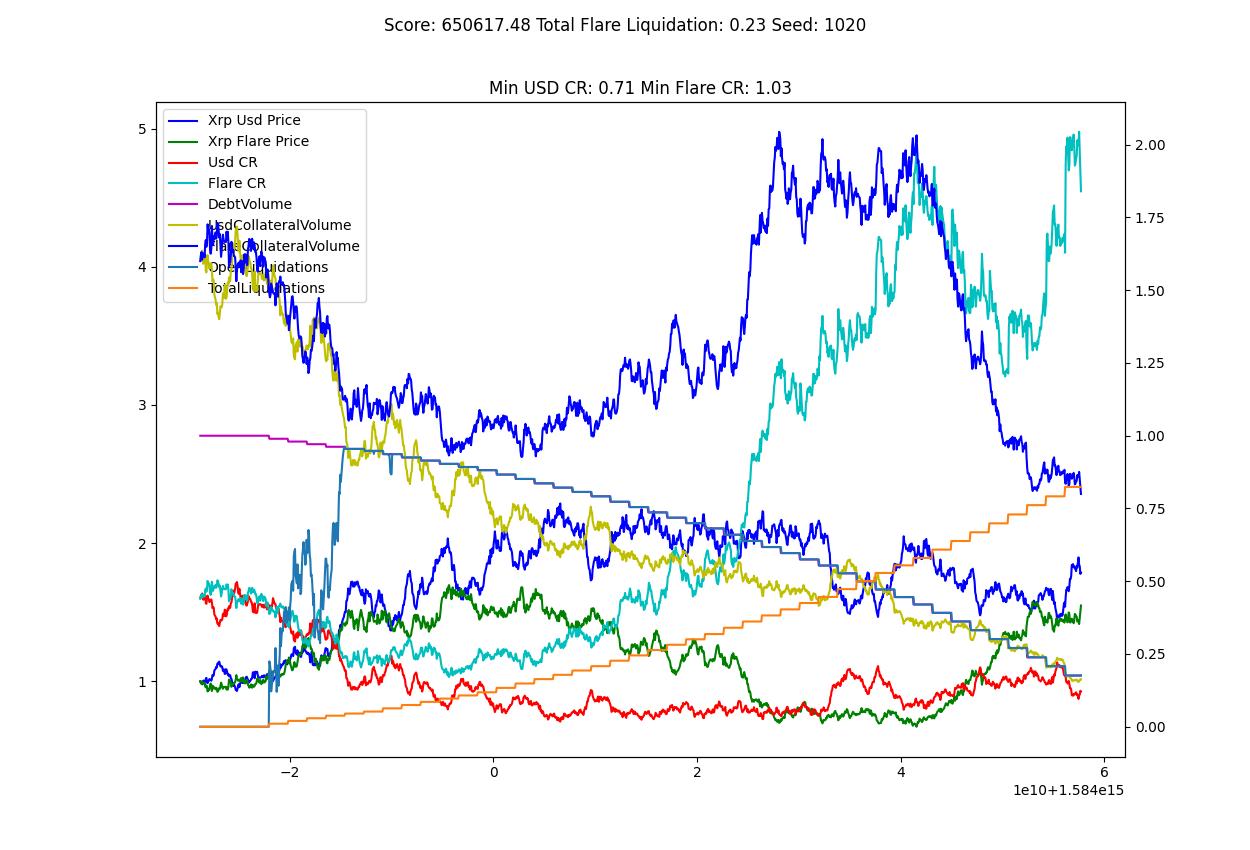 Score: 650617.48 Total Flare Liquidation: 0.23 Seed: 1020
Min USD CR: 0.71 Min Flare CR: 1.03
Xrp Usd Price
Xrp Flare Price
Usd CR
Flare CR
DebtVolume
UsdCollateralVolume
FlareCollateralVolume
OpenLiquidations
TotalLiquidations
5
4
3
2
1
2.00
1.75
1.50
1.25
1.00
0.75
0.50
0.25
0.00
−2
0
2
4
6
1e10+1.584e15